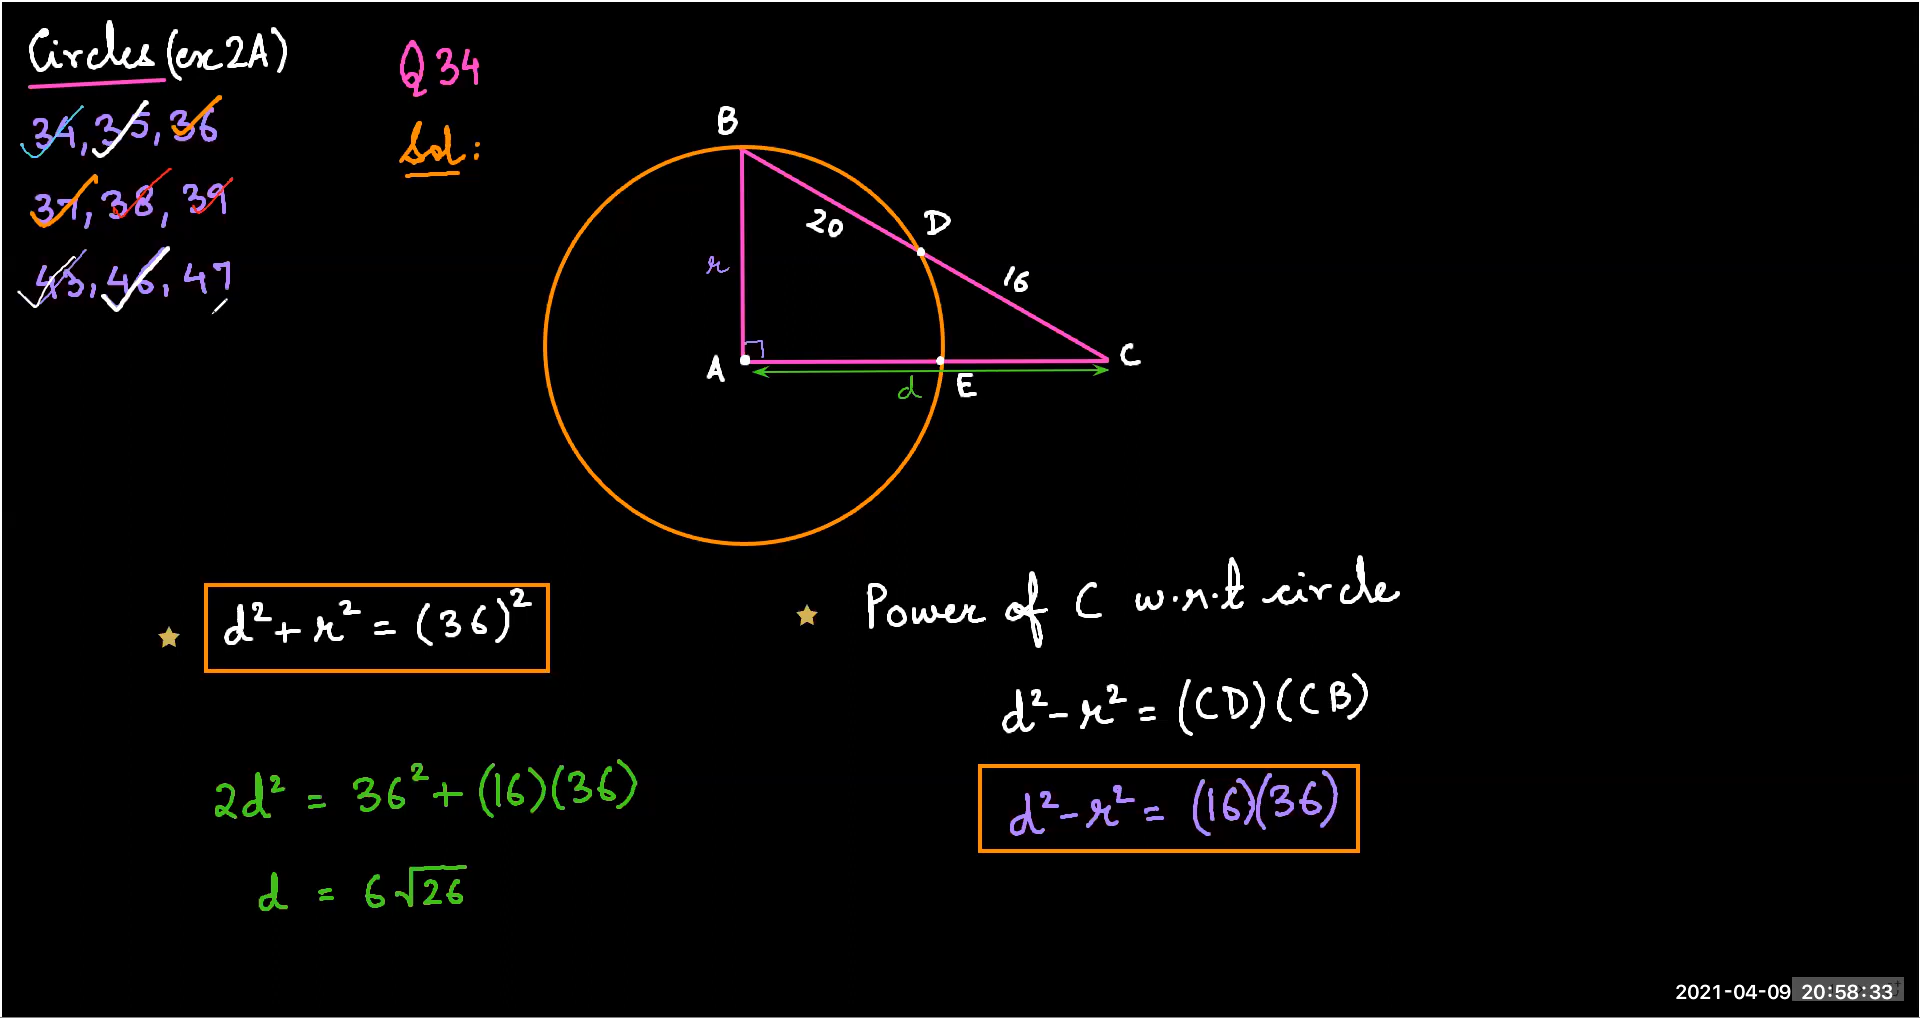 Circles (ex 2A)
34, 35, 36
37, 38, 39
45, 46, 47
Q 34
Sol:
B
20
D
r
16
A
C
d
E
d² + r² = (36)²
2d² = 36² + (16)(36)
d = 6√26
Power of C w.r.t circle
d² - r² = (CD)(CB)
d² - r² = (16)(36)
2021-04-09 20:58:33